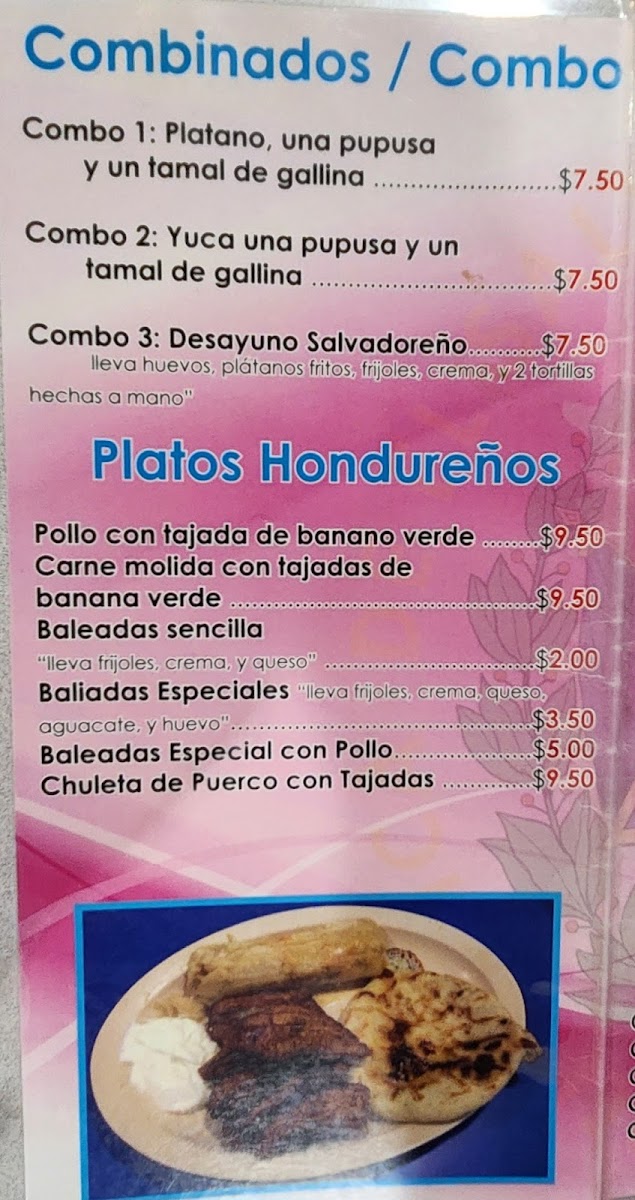 Combinados / Combo
Combo 1: Platano, una pupusa
y un tamal de gallina ..........................$7.50
Combo 2: Yuca una pupusa y un
tamal de gallina ..................................$7.50
Combo 3: Desayuno Salvadoreño..........$7.50
lleva huevos, plátanos fritos, frijoles, crema, y 2 tortillas
hechas a mano"
Platos Hondureños
Pollo con tajada de banano verde ........$9.50
Carne molida con tajadas de
banana verde ............................................$9.50
Baleadas sencilla
"lleva frijoles, crema, y queso" ..............................$2.00
Baliadas Especiales "lleva frijoles, crema, queso,
aguacate, y huevo"...........................................$3.50
Baleadas Especial con Pollo....................$5.00
Chuleta de Puerco con Tajadas .............$9.50